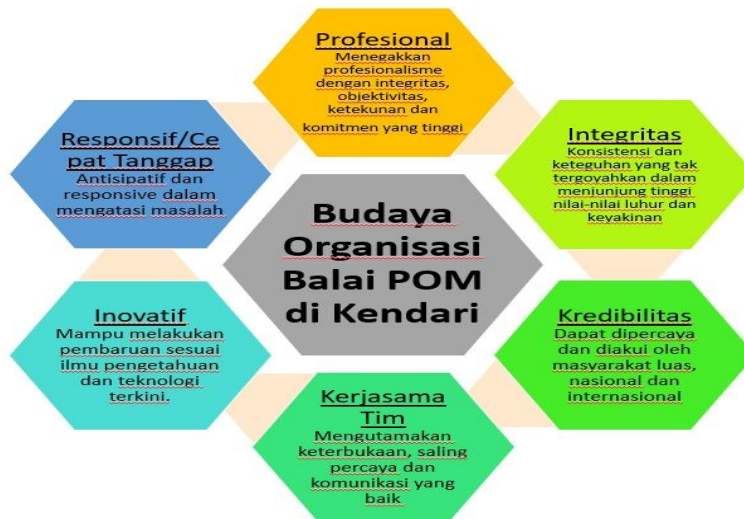 Profesional
Menegakkan
profesionalisme
dengan integritas,
objektivitas,
ketekunan dan
komitmen yang tinggi
Integritas
Konsistensi dan
keteguhan yang tak
tergoyahkan dalam
menjunjung tinggi
nilai-nilai luhur dan
keyakinan
Kredibilitas
Dapat dipercaya
dan diakui oleh
masyarakat luas,
nasional dan
internasional
Kerjasama
Tim
Mengutamakan
keterbukaan, saling
percaya dan
komunikasi yang
baik
Inovatif
Mampu melakukan
pembaruan sesuai
ilmu pengetahuan
dan teknologi
terkini.
Responsif/Ce
pat Tanggap
Antisipatif dan
responsive dalam
mengatasi masalah
Budaya
Organisasi
Balai POM
di Kendari